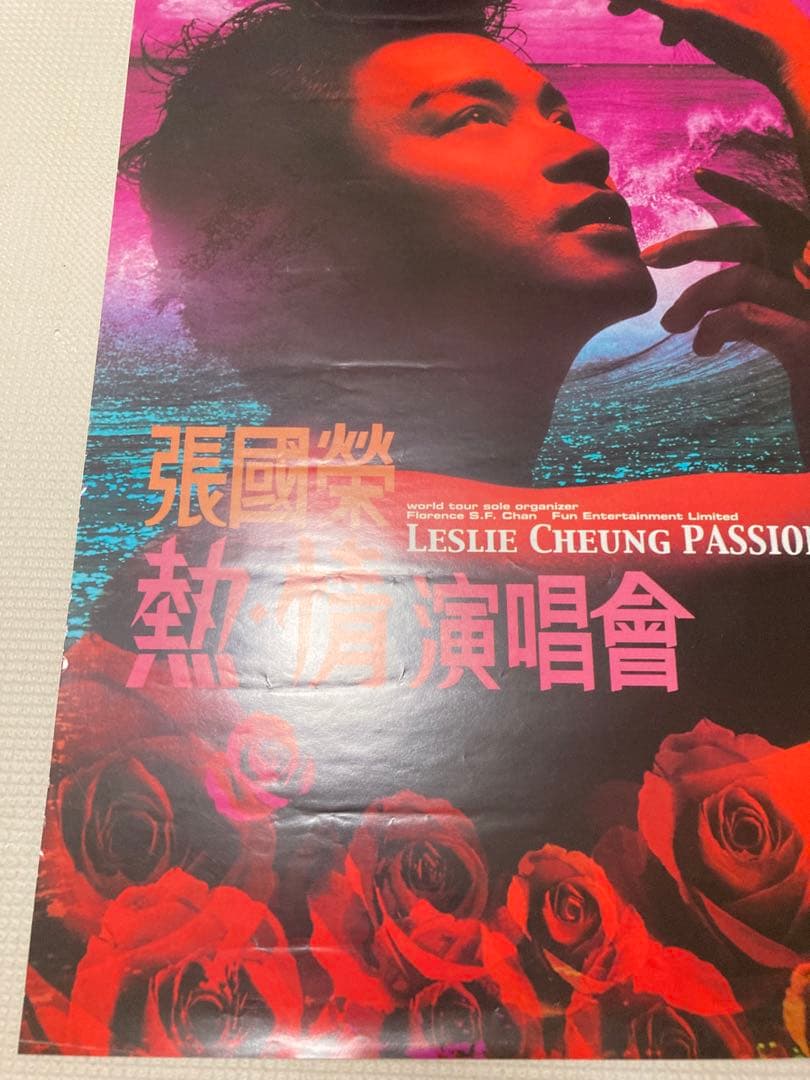 張國榮
world tour sole organizer
Florence S.F. Chan Fun Entertainment Limited
LESLIE CHEUNG PASSION
熱·情演唱會